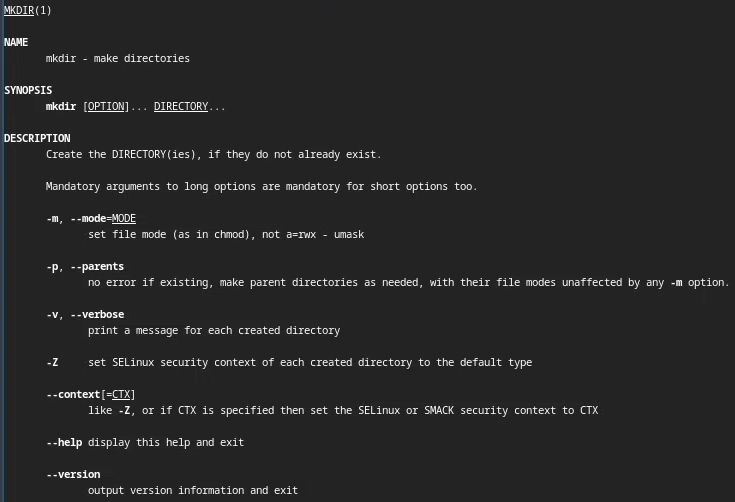 MKDIR(1)
NAME
mkdir - make directories
SYNOPSIS
mkdir [OPTION]... DIRECTORY...
DESCRIPTION
Create the DIRECTORY(ies), if they do not already exist.
Mandatory arguments to long options are mandatory for short options too.
-m, --mode=MODE
set file mode (as in chmod), not a=rwx - umask
-p, --parents
no error if existing, make parent directories as needed, with their file modes unaffected by any -m option.
-v, --verbose
print a message for each created directory
-Z set SELinux security context of each created directory to the default type
--context[=CTX]
like -Z, or if CTX is specified then set the SELinux or SMACK security context to CTX
--help display this help and exit
--version
output version information and exit